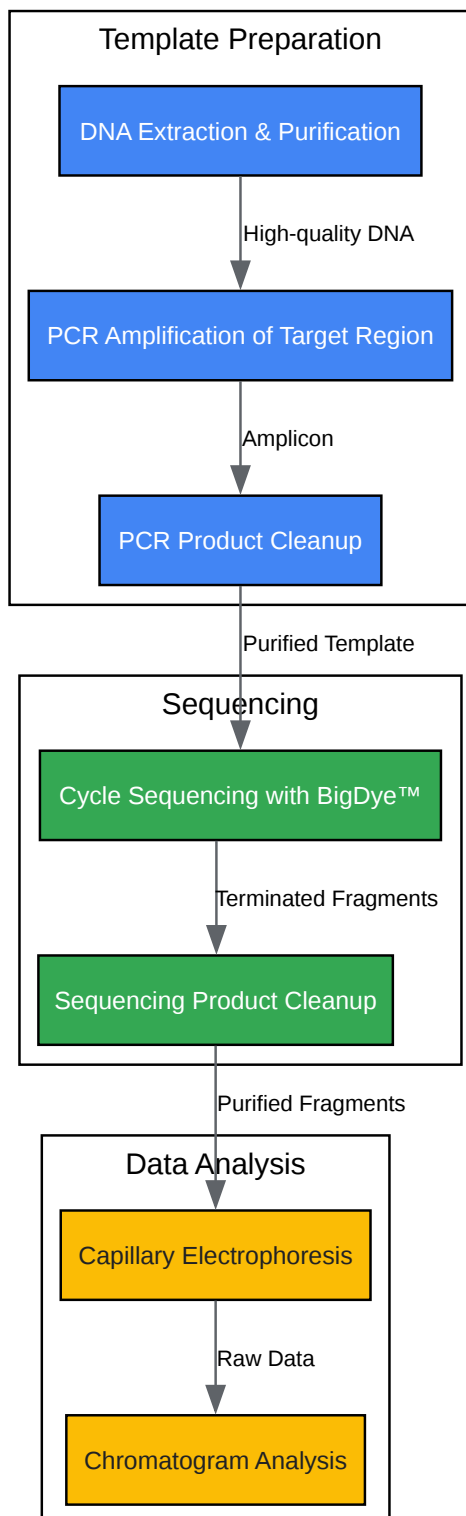 Template Preparation
DNA Extraction & Purification
High-quality DNA
PCR Amplification of Target Region
Amplicon
PCR Product Cleanup
Purified Template
Sequencing
Cycle Sequencing with BigDye™
Terminated Fragments
Sequencing Product Cleanup
Purified Fragments
Data Analysis
Capillary Electrophoresis
Raw Data
Chromatogram Analysis